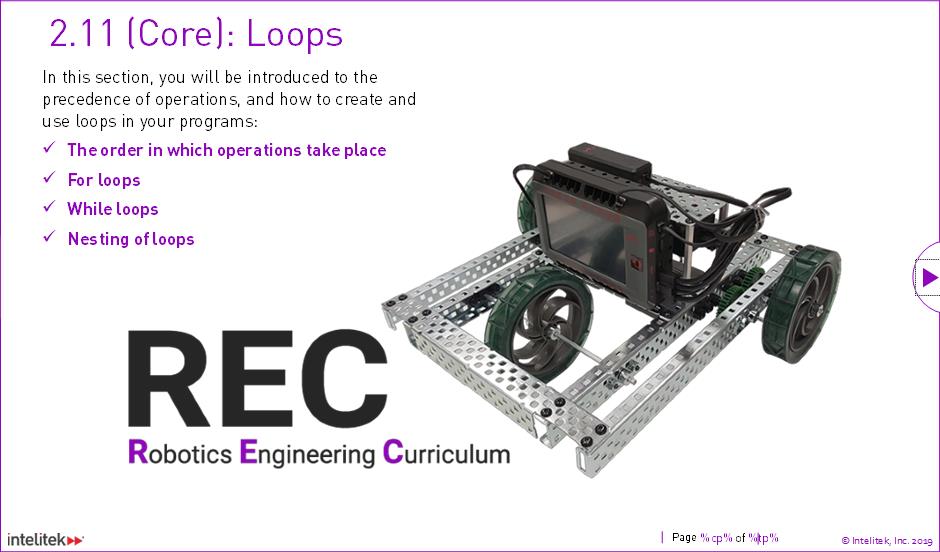 2.11 (Core): Loops
In this section, you will be introduced to the
precedence of operations, and how to create and
use loops in your programs:
✓ The order in which operations take place
✓ For loops
✓ While loops
✓ Nesting of loops
REC
Robotics Engineering Curriculum
intelitek
Page %cp% of %tp%
© Intelitek, Inc. 2019